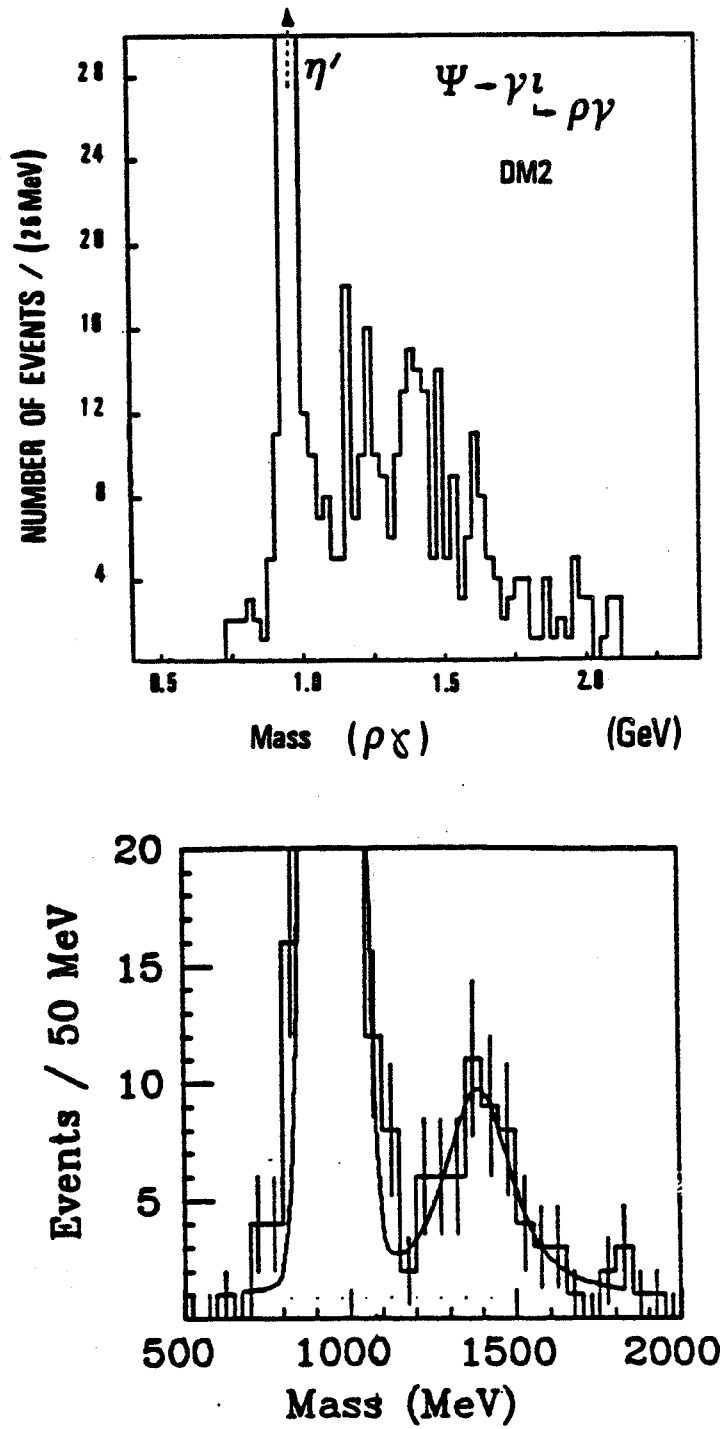 η′
Ψ → γι
↳ ργ
DM2
NUMBER OF EVENTS / (25 MeV)
28
24
20
16
12
8
4
0.5 1.0 1.5 2.0
Mass (ργ) (GeV)
Events / 50 MeV
20
15
10
5
500 1000 1500 2000
Mass (MeV)